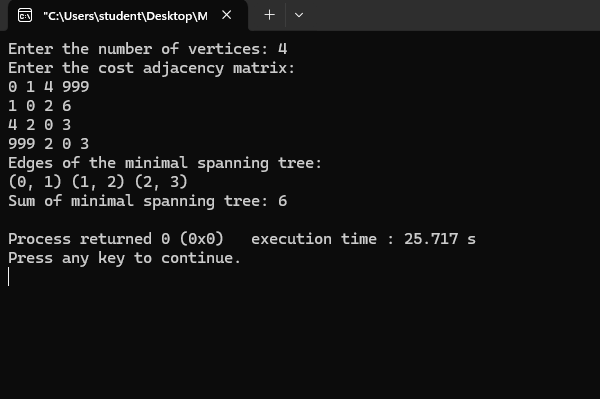 "C:\Users\student\Desktop\M
Enter the number of vertices: 4
Enter the cost adjacency matrix:
0 1 4 999
1 0 2 6
4 2 0 3
999 2 0 3
Edges of the minimal spanning tree:
(0, 1) (1, 2) (2, 3)
Sum of minimal spanning tree: 6
Process returned 0 (0x0)   execution time : 25.717 s
Press any key to continue.